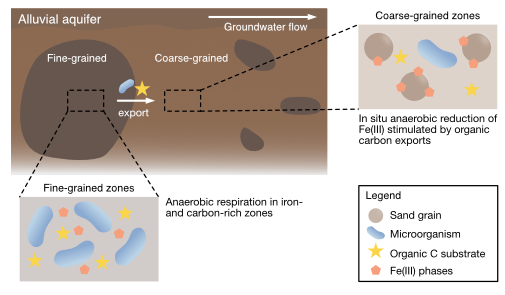 Alluvial aquifer
Groundwater flow
Fine-grained
Coarse-grained
export
Coarse-grained zones
In situ anaerobic reduction of
Fe(III) stimulated by organic
carbon exports
Fine-grained zones
Anaerobic respiration in iron-
and carbon-rich zones
Legend
Sand grain
Microorganism
Organic C substrate
Fe(III) phases